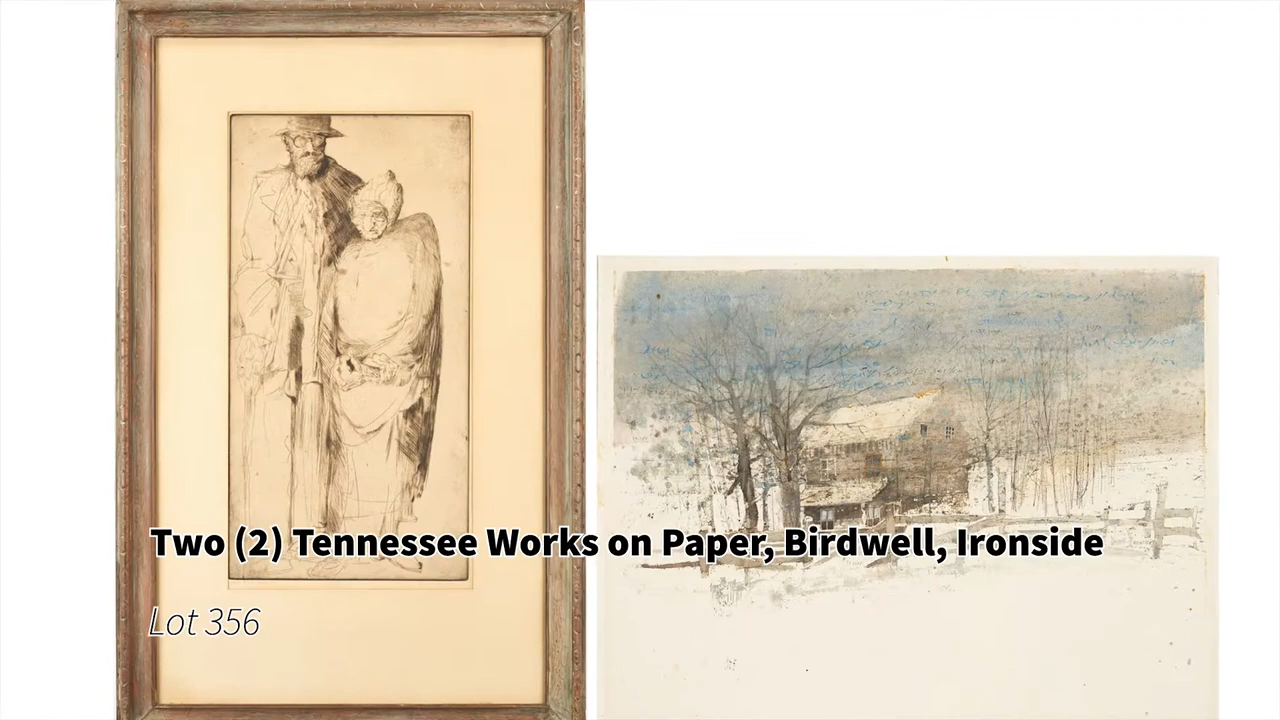 Two (2) Tennessee Works on Paper, Birdwell, Ironside
Lot 356